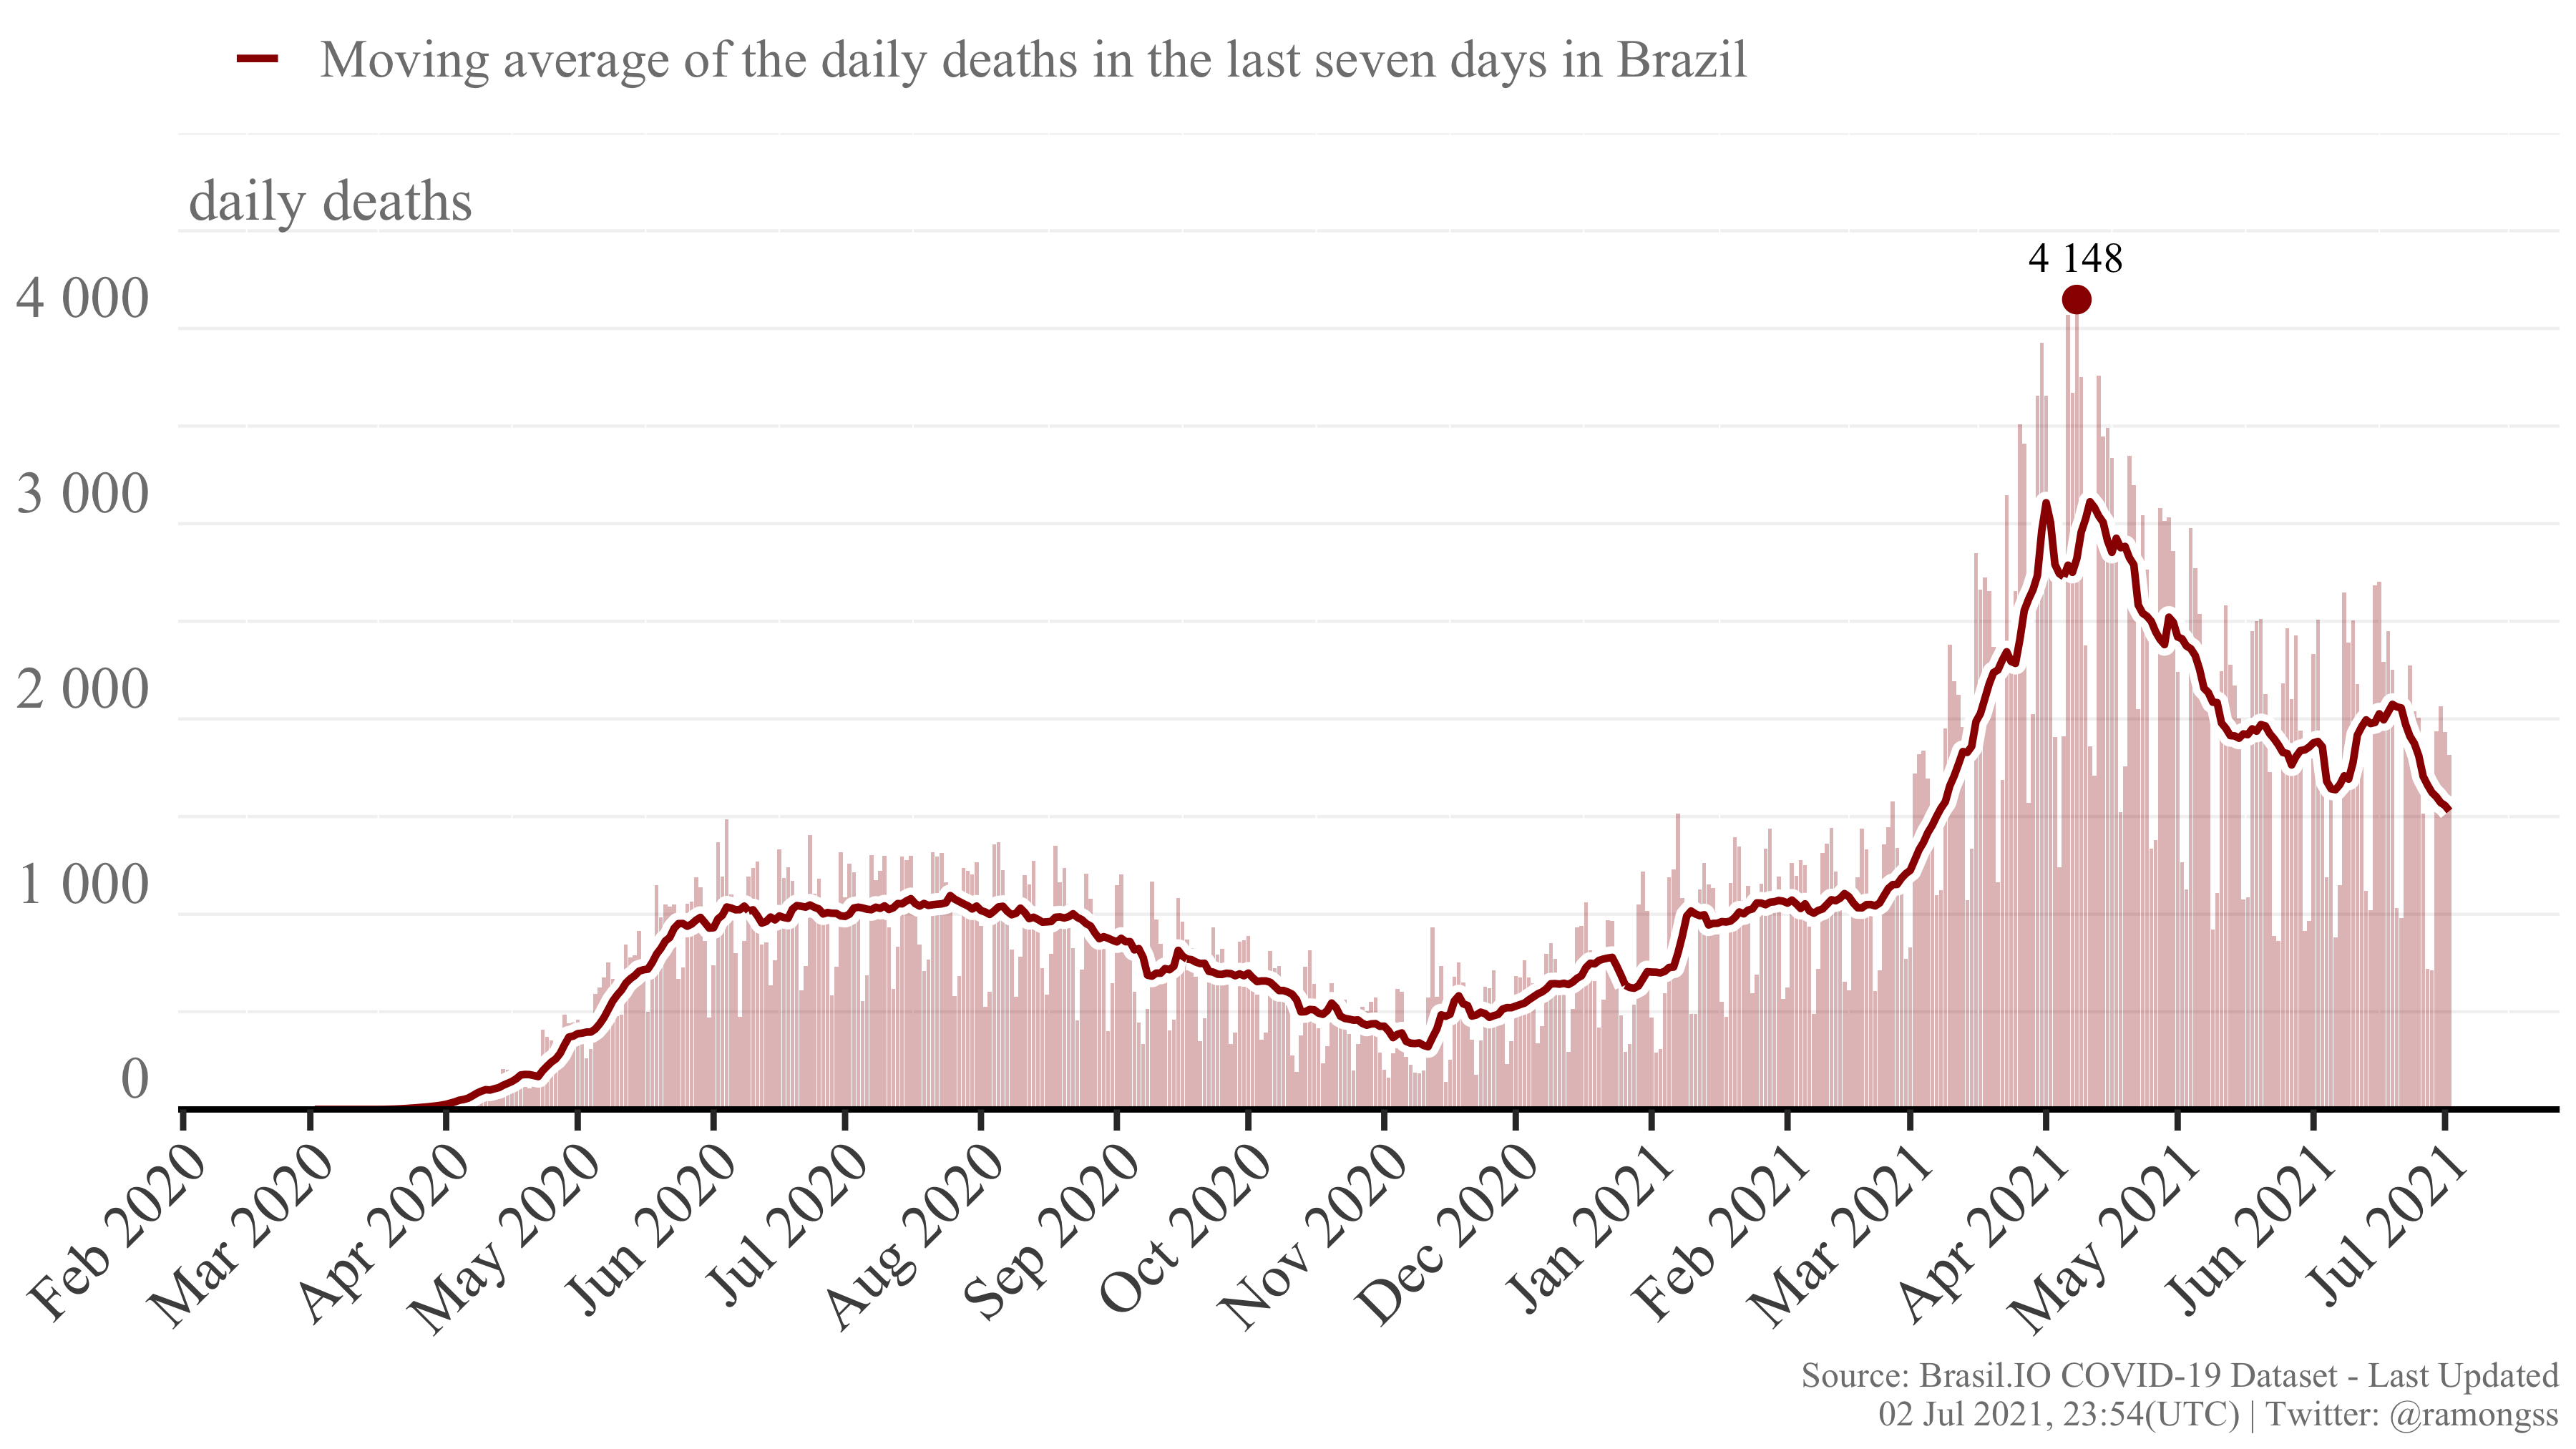 Moving average of the daily deaths in the last seven days in Brazil
daily deaths
4 148
4 000
3 000
2 000
1 000
0
Feb 2020
Mar 2020
Apr 2020
May 2020
Jun 2020
Jul 2020
Aug 2020
Sep 2020
Oct 2020
Nov 2020
Dec 2020
Jan 2021
Feb 2021
Mar 2021
Apr 2021
May 2021
Jun 2021
Jul 2021
Source: Brasil.IO COVID-19 Dataset - Last Updated
02 Jul 2021, 23:54(UTC) | Twitter: @ramongss